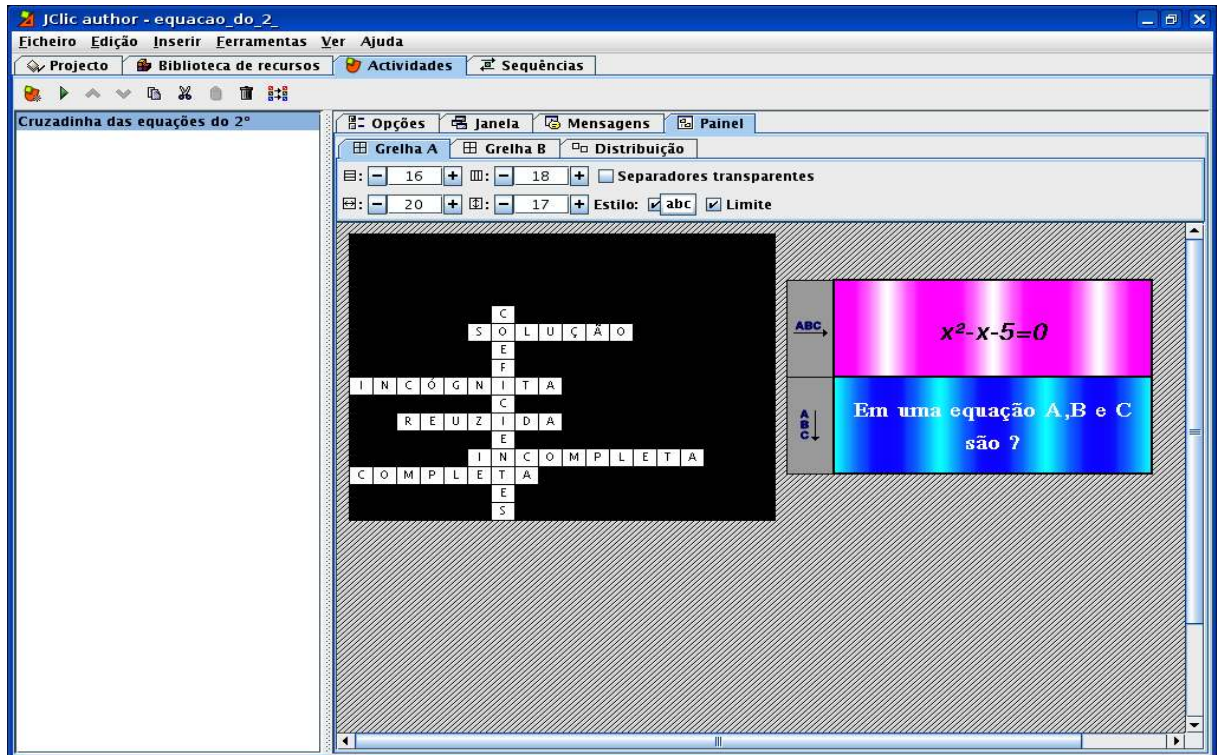 JClic author - equacao_do_2_
Ficheiro Edição Inserir Ferramentas Ver Ajuda
Projecto Biblioteca de recursos Actividades Sequências
Cruzadinha das equações do 2°
Opções Janela Mensagens Painel
Grelha A Grelha B Distribuição
: - 16 + : - 18 + Separadores transparentes
: - 20 + : - 17 + Estilo: abc Limite
C
S O L U Ç Ã O
E
F
I N C Ó G N I T A
C
R E U Z I D A
E
I N C O M P L E T A
C O M P L E T A
E
S
ABC
x²-x-5=0
A
B
C
Em uma equação A,B e C
são ?